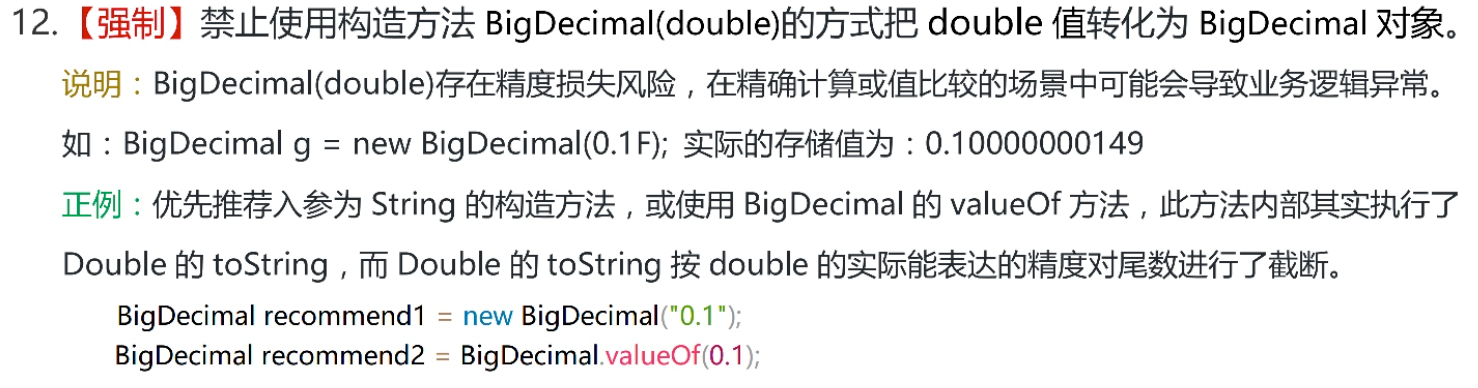 12.【强制】禁止使用构造方法 BigDecimal(double)的方式把 double 值转化为 BigDecimal 对象。
说明：BigDecimal(double)存在精度损失风险，在精确计算或值比较的场景中可能会导致业务逻辑异常。
如：BigDecimal g = new BigDecimal(0.1F); 实际的存储值为：0.10000000149
正例：优先推荐入参为 String 的构造方法，或使用 BigDecimal 的 valueOf 方法，此方法内部其实执行了
Double 的 toString，而 Double 的 toString 按 double 的实际能表达的精度对尾数进行了截断。
BigDecimal recommend1 = new BigDecimal("0.1");
BigDecimal recommend2 = BigDecimal.valueOf(0.1);